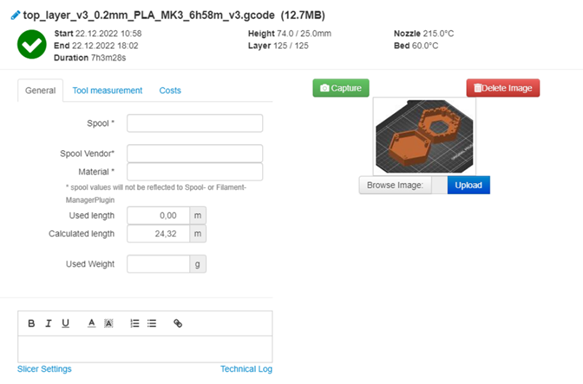 top_layer_v3_0.2mm_PLA_MK3_6h58m_v3.gcode (12.7MB)
Start 22.12.2022 10:58
End 22.12.2022 18:02
Duration 7h3m28s
Height 74.0 / 25.0mm
Layer 125 / 125
Nozzle 215.0°C
Bed 60.0°C
General
Tool measurement
Costs
Spool *
Spool Vendor*
Material *
* spool values will not be reflected to Spool- or Filament-
ManagerPlugin
Used length 0,00 m
Calculated length 24,32 m
Used Weight g
B I U A A
Slicer Settings
Technical Log
Capture
Delete Image
Browse Image:
Upload